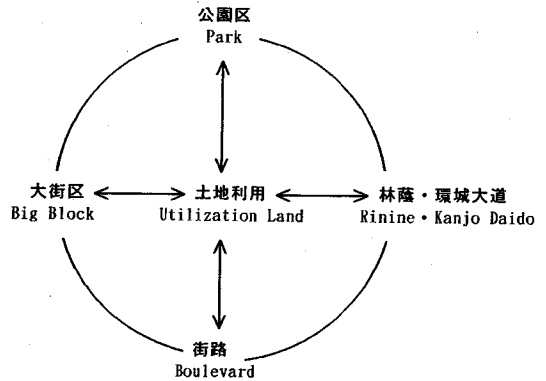 公園区
Park
大街区
Big Block
土地利用
Utilization Land
林蔭・環城大道
Rinine・Kanjo Daido
街路
Boulevard